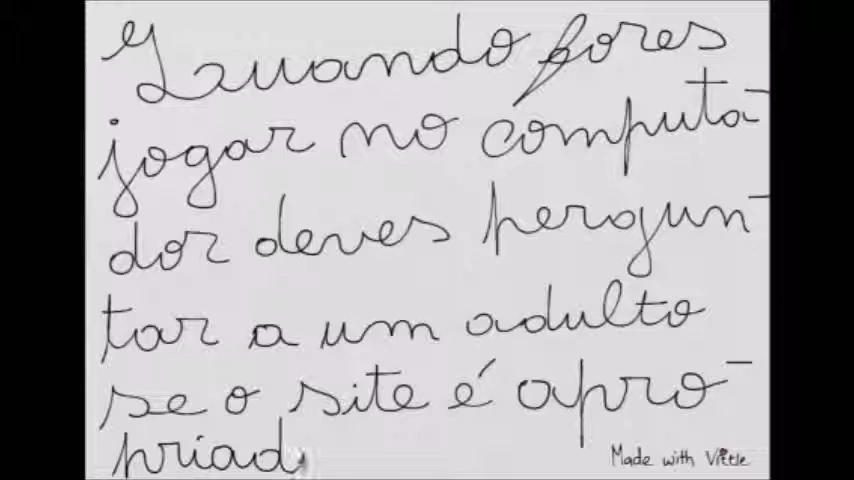 Quando fores
jogar no computa-
dor deves pergun-
tar a um adulto
se o site é apro-
priad
Made with Vittle